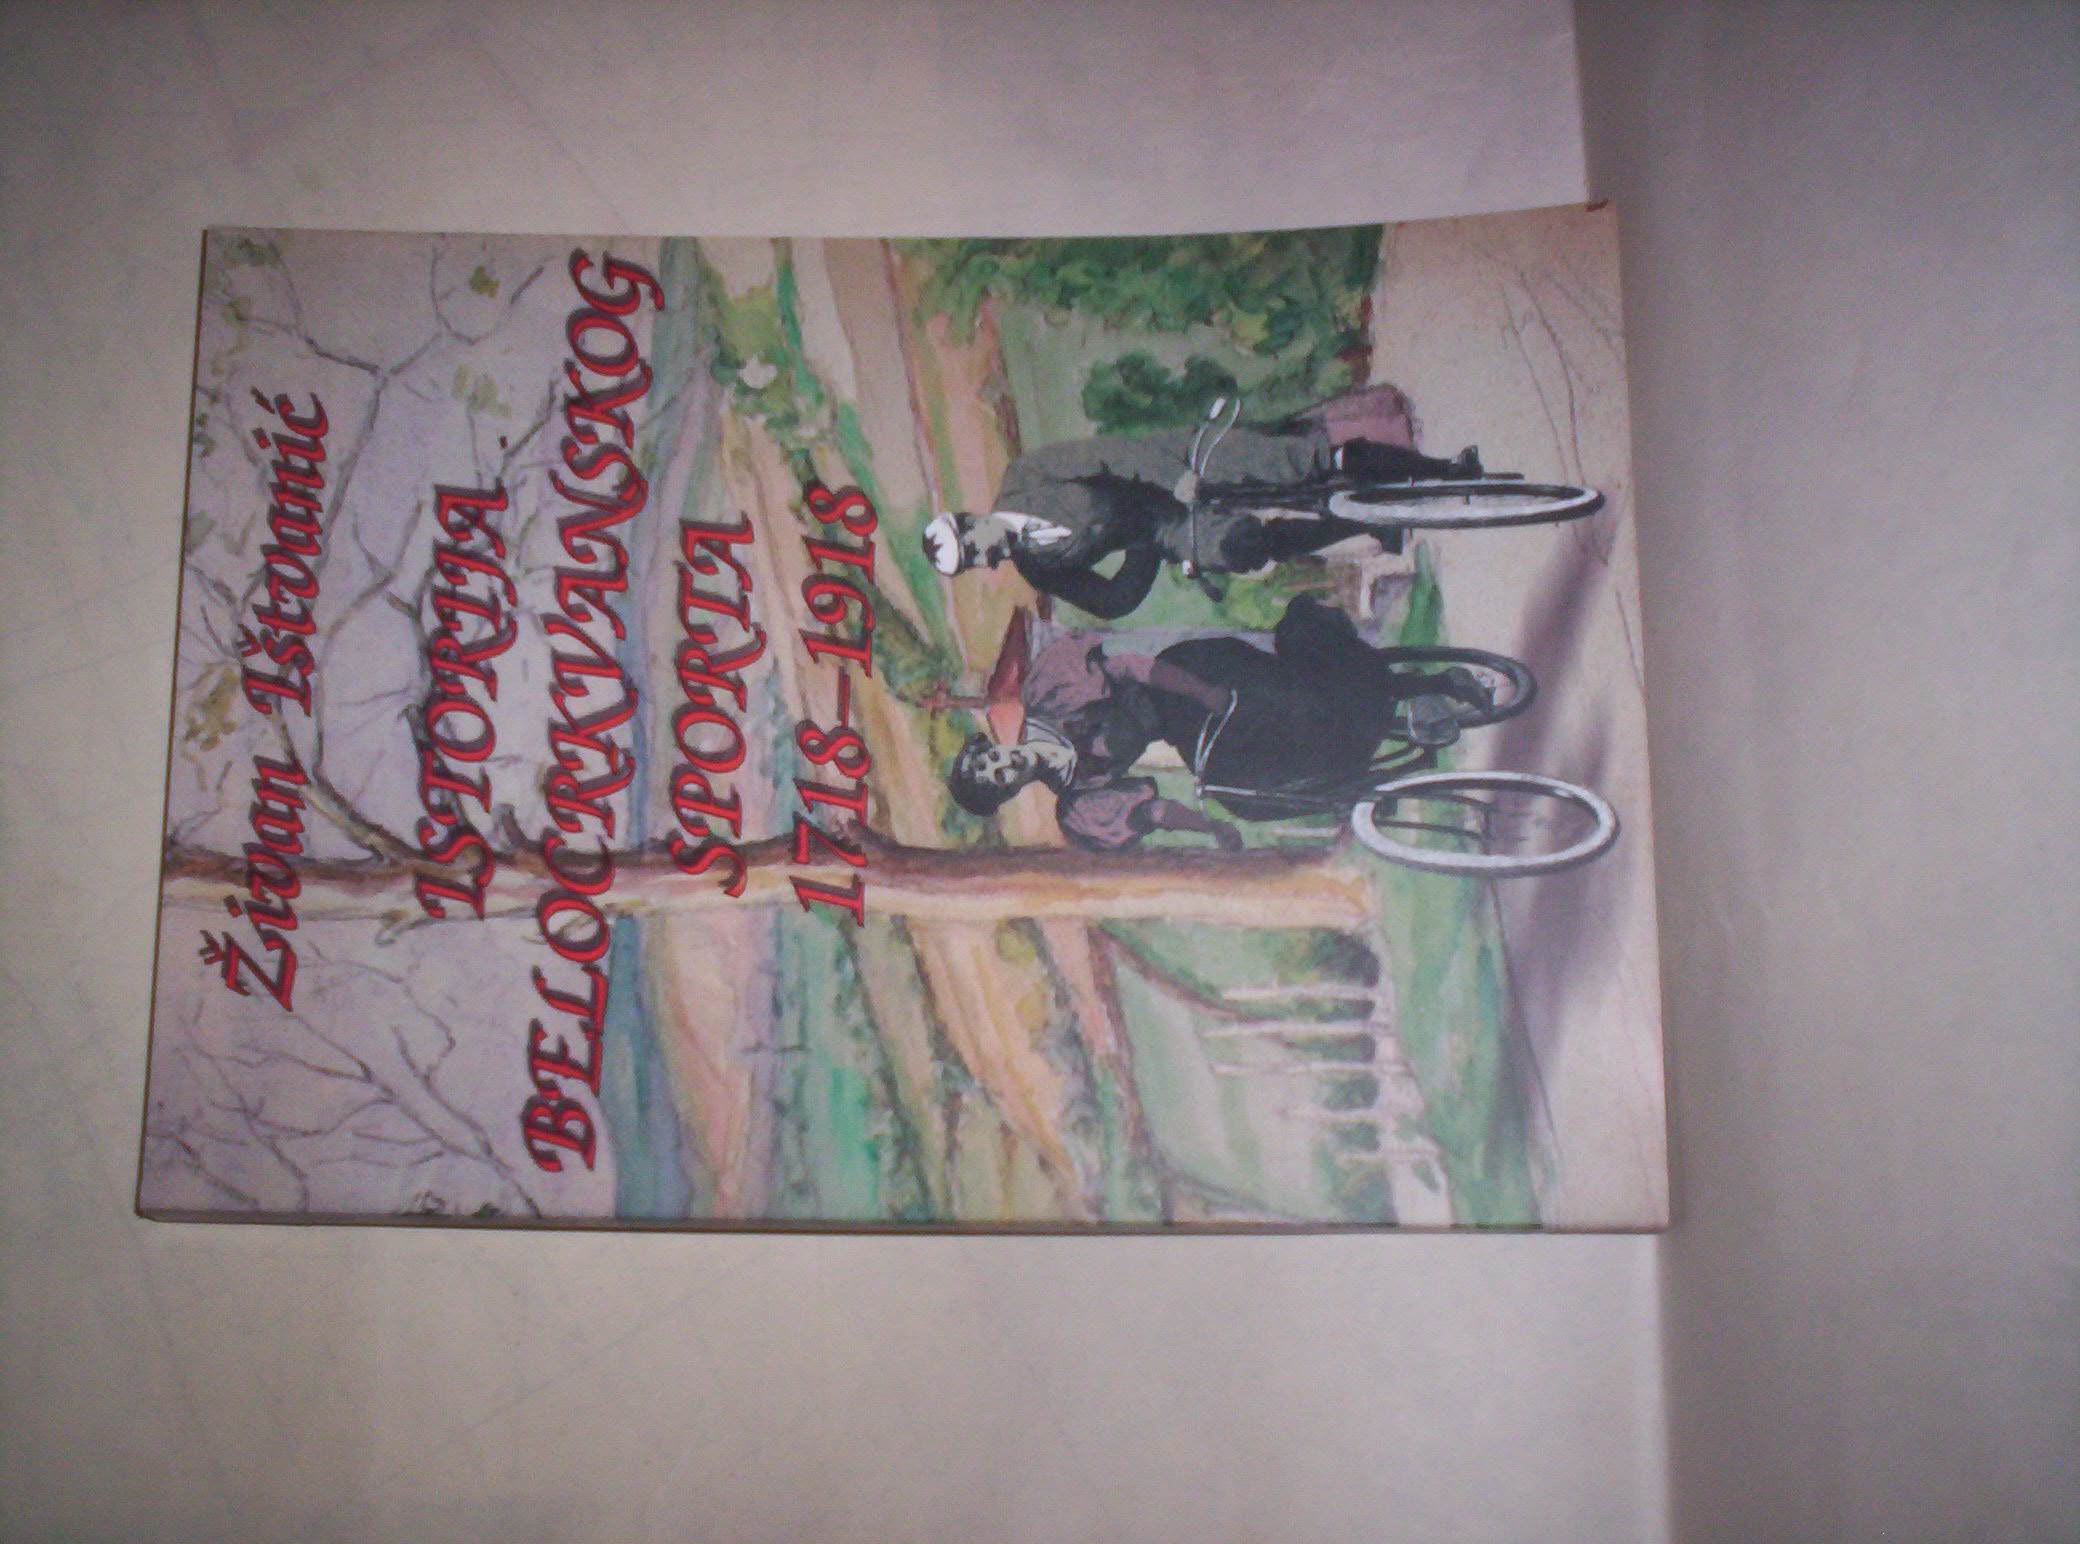 Živan Ištvanić
ISTORIJA
BELOCRKVANSKOG
SPORTA
1718–1918